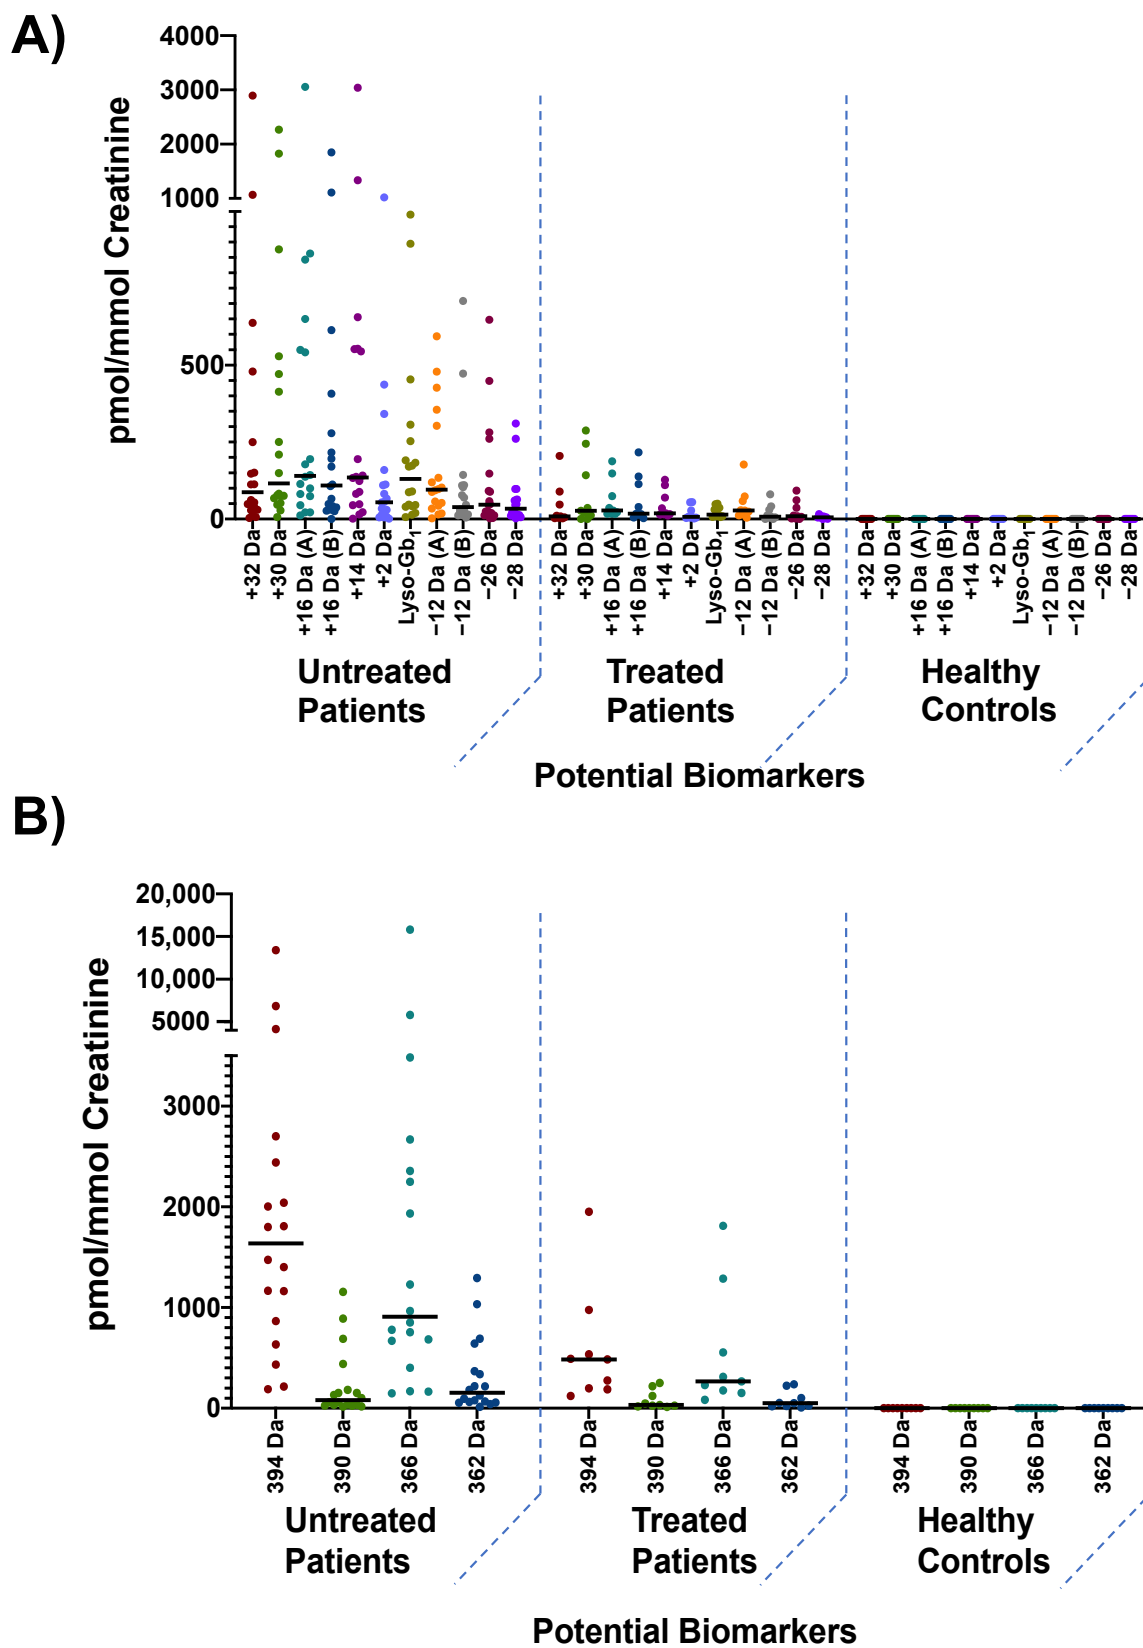 A)
pmol/mmol Creatinine
4000
3000
2000
1000
500
0
+32 Da
+30 Da
+16 Da (A)
+16 Da (B)
+14 Da
+2 Da
Lyso-Gb1
−12 Da (A)
−12 Da (B)
−26 Da
−28 Da
+32 Da
+30 Da
+16 Da (A)
+16 Da (B)
+14 Da
+2 Da
Lyso-Gb1
−12 Da (A)
−12 Da (B)
−26 Da
−28 Da
+32 Da
+30 Da
+16 Da (A)
+16 Da (B)
+14 Da
+2 Da
Lyso-Gb1
−12 Da (A)
−12 Da (B)
−26 Da
−28 Da
Untreated
Patients
Treated
Patients
Healthy
Controls
Potential Biomarkers
B)
pmol/mmol Creatinine
20,000
15,000
10,000
5000
3000
2000
1000
0
394 Da
390 Da
366 Da
362 Da
394 Da
390 Da
366 Da
362 Da
394 Da
390 Da
366 Da
362 Da
Untreated
Patients
Treated
Patients
Healthy
Controls
Potential Biomarkers